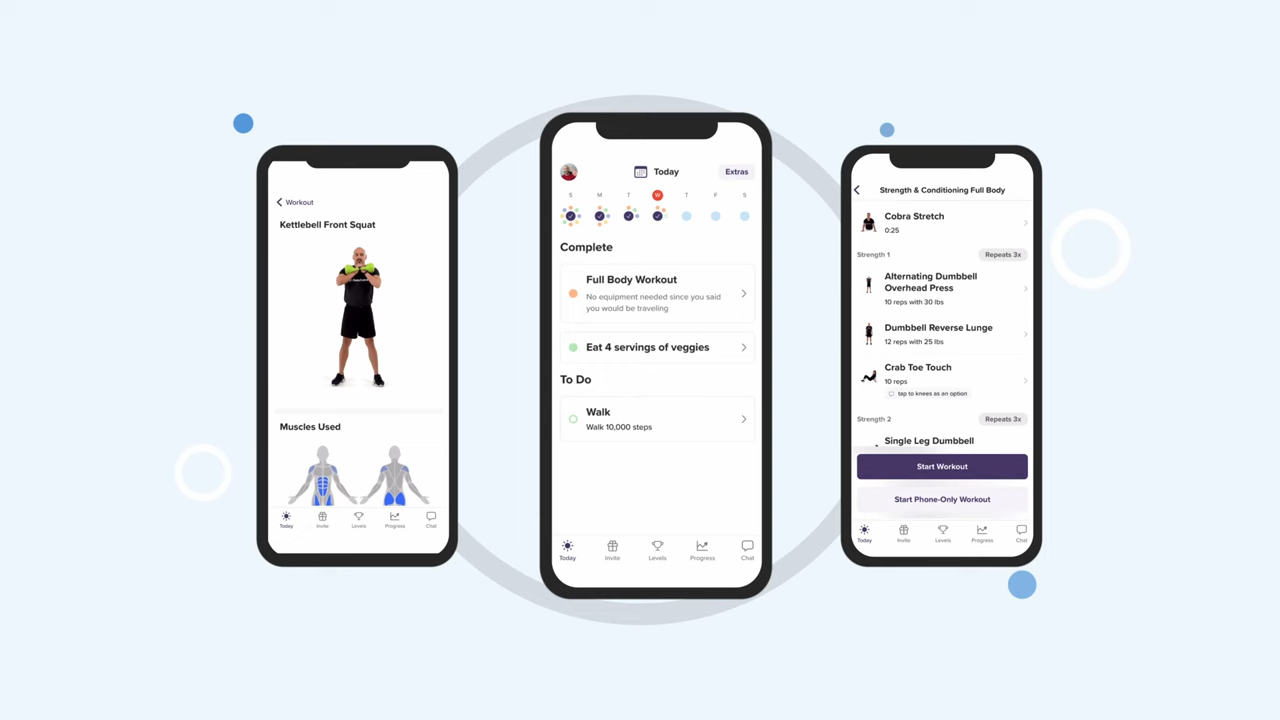 Workout
Kettlebell Front Squat
Muscles Used
Today
Invite
Levels
Progress
Chat
Today
Extras
S M T W T F S
Complete
Full Body Workout
No equipment needed since you said
you would be traveling
Eat 4 servings of veggies
To Do
Walk
Walk 10,000 steps
Today
Invite
Levels
Progress
Chat
Strength & Conditioning Full Body
Cobra Stretch
0:25
Strength 1
Repeats 3x
Alternating Dumbbell
Overhead Press
10 reps with 30 lbs
Dumbbell Reverse Lunge
12 reps with 25 lbs
Crab Toe Touch
10 reps
tap to knees as an option
Strength 2
Repeats 3x
Single Leg Dumbbell
Start Workout
Start Phone-Only Workout
Today
Invite
Levels
Progress
Chat